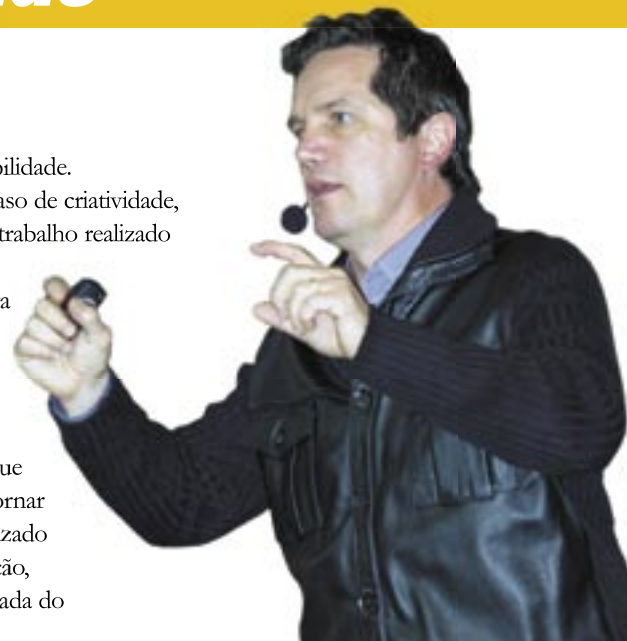 bilidade.
aso de criatividade,
trabalho realizado
a
ue
ornar
zado
ão,
ada do